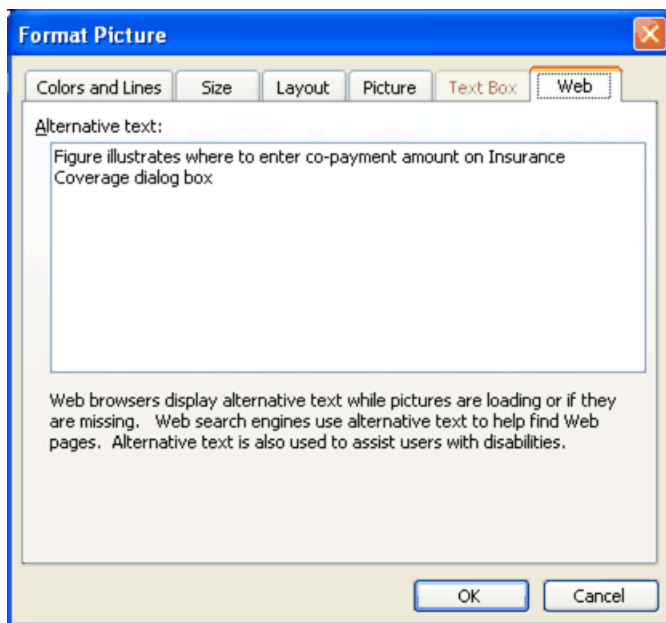 Format Picture
Colors and Lines Size Layout Picture Text Box Web
Alternative text:
Figure illustrates where to enter co-payment amount on Insurance
Coverage dialog box
Web browsers display alternative text while pictures are loading or if they
are missing. Web search engines use alternative text to help find Web
pages. Alternative text is also used to assist users with disabilities.
OK Cancel